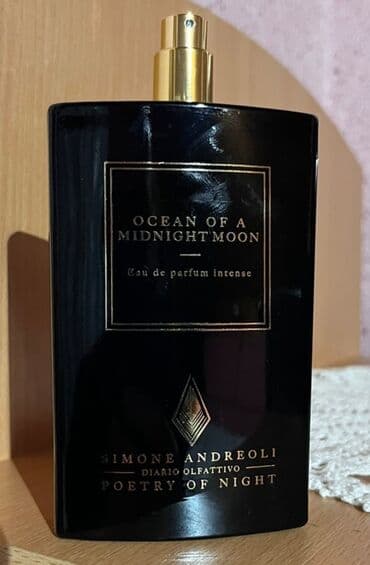 OCEAN OF A
MIDNIGHT MOON
Eau de parfum intense
SIMONE ANDREOLI
DIARIO OLFATTIVO
POETRY OF NIGHT